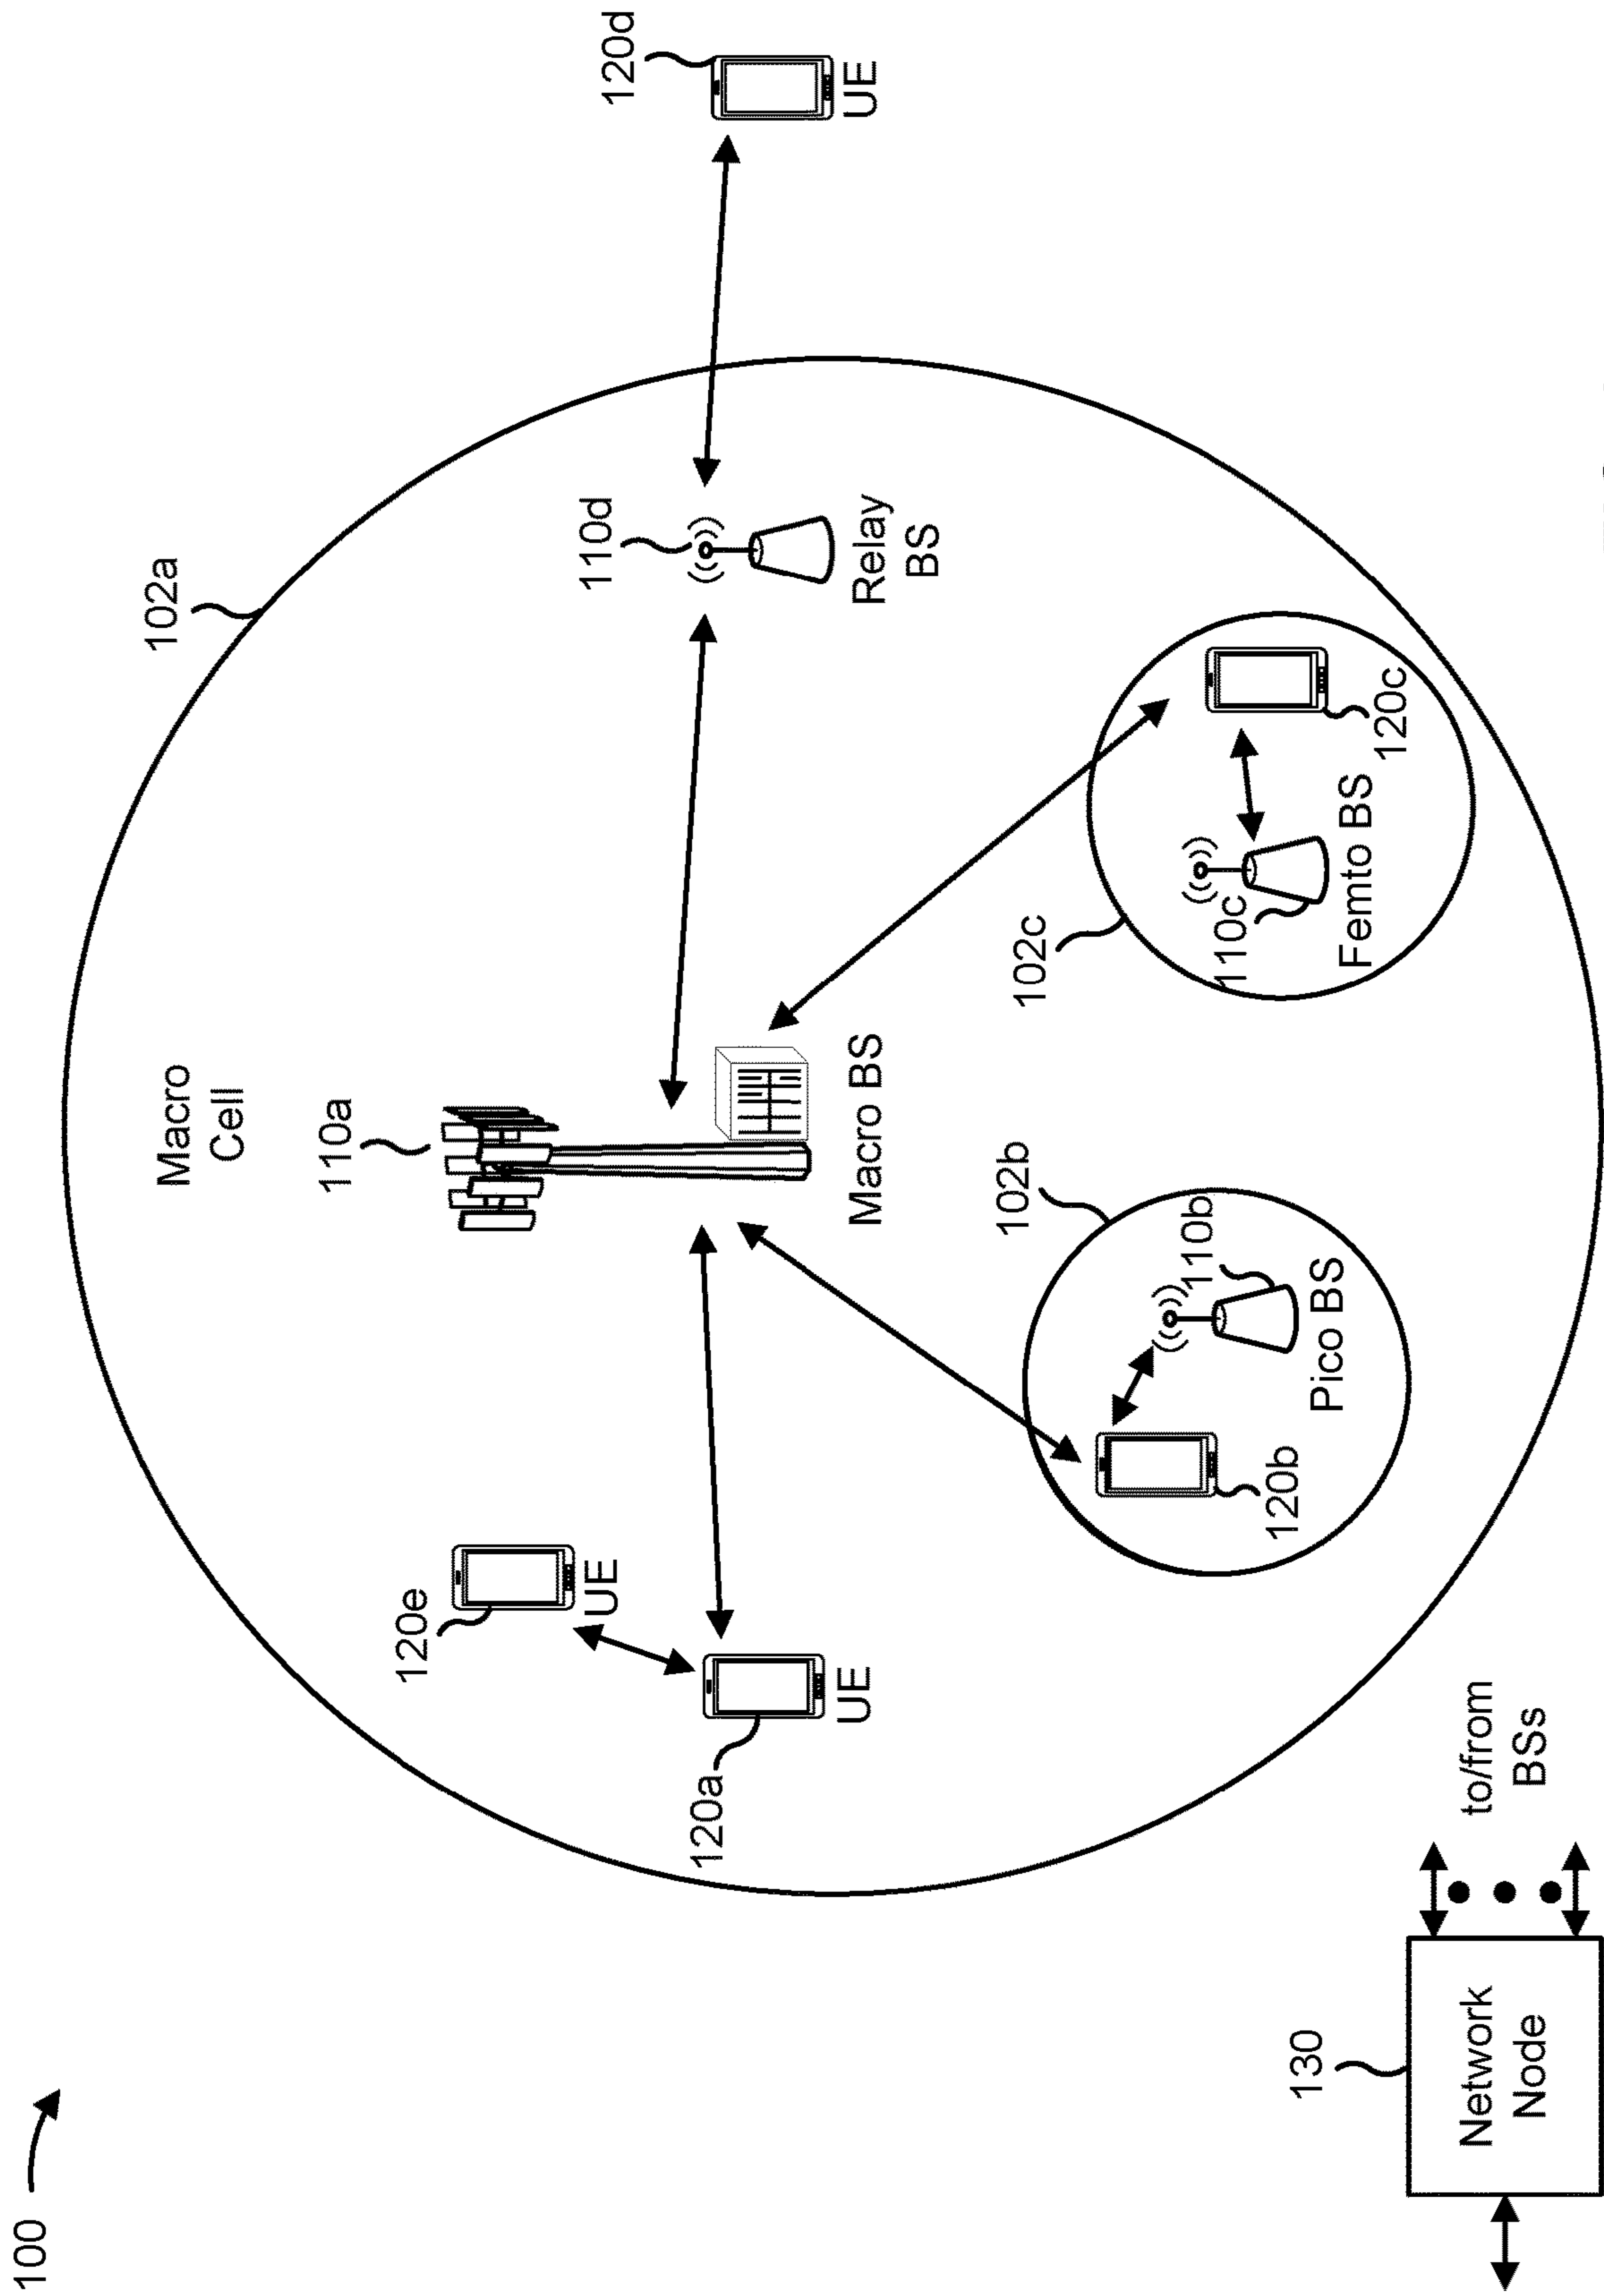 100
102a
Macro
Cell
110a
120e
UE
120a
UE
Macro BS
110d
Relay
BS
120d
UE
102b
110b
Pico BS
120b
102c
110c
Femto BS
120c
130
Network
Node
to/from
BSs